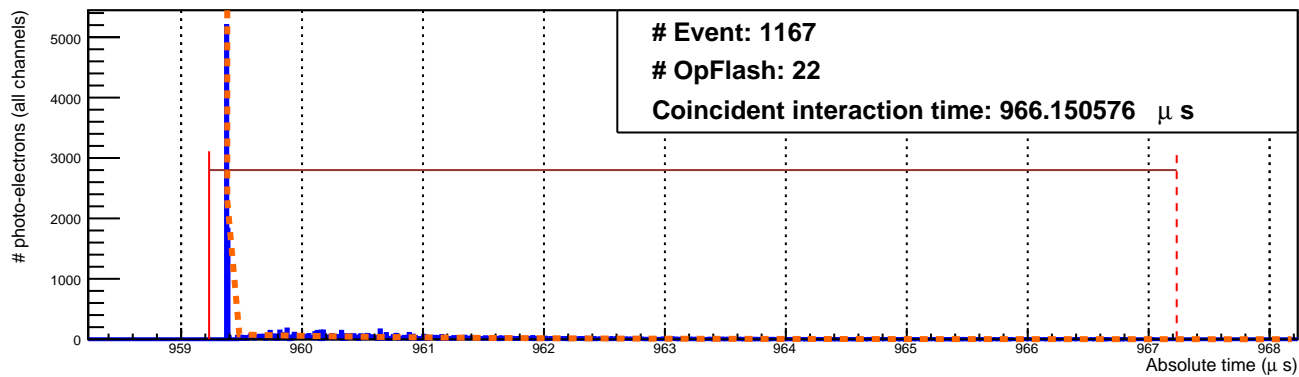 # Event: 1167
# OpFlash: 22
Coincident interaction time: 966.150576 μ s
# photo-electrons (all channels)
5000
4000
3000
2000
1000
0
959 960 961 962 963 964 965 966 967 968
Absolute time (μ s)